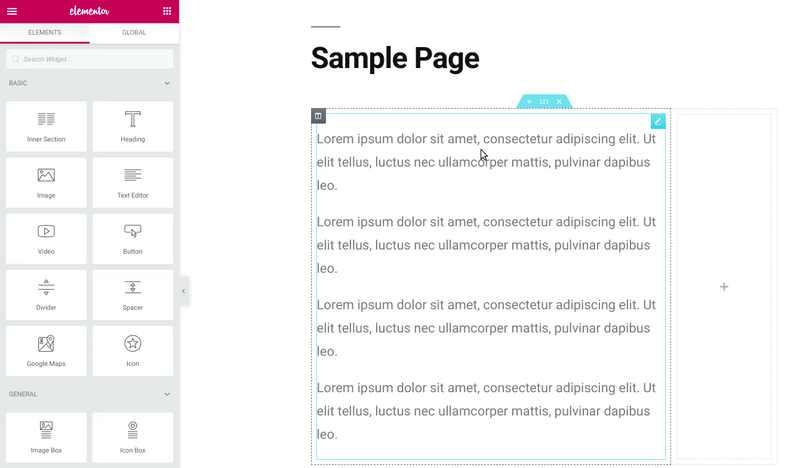 elementor
ELEMENTS
GLOBAL
Search Widget...
BASIC
Inner Section
Heading
Image
Text Editor
Video
Button
Divider
Spacer
Google Maps
Icon
GENERAL
Image Box
Icon Box
Sample Page
Lorem ipsum dolor sit amet, consectetur adipiscing elit. Ut
elit tellus, luctus nec ullamcorper mattis, pulvinar dapibus
leo.
Lorem ipsum dolor sit amet, consectetur adipiscing elit. Ut
elit tellus, luctus nec ullamcorper mattis, pulvinar dapibus
leo.
Lorem ipsum dolor sit amet, consectetur adipiscing elit. Ut
elit tellus, luctus nec ullamcorper mattis, pulvinar dapibus
leo.
Lorem ipsum dolor sit amet, consectetur adipiscing elit. Ut
elit tellus, luctus nec ullamcorper mattis, pulvinar dapibus
leo.